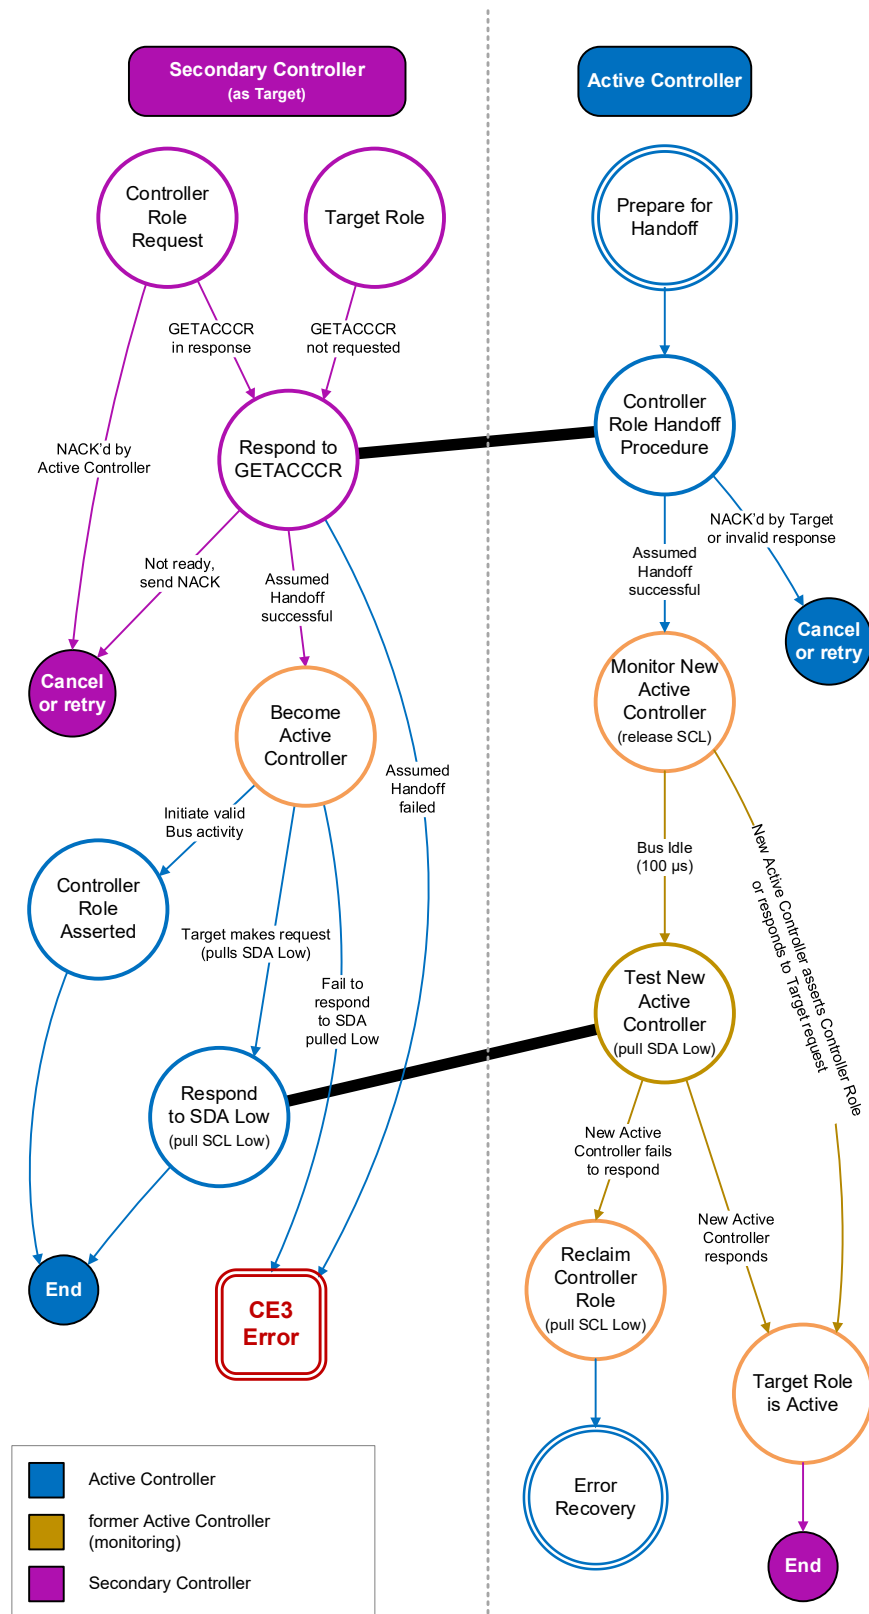 Secondary Controller
(as Target)
Active Controller
Controller
Role
Request
Target Role
Prepare for
Handoff
GETACCCR
in response
GETACCCR
not requested
Controller
Role Handoff
Procedure
Respond to
GETACCCR
NACK'd by
Active Controller
NACK'd by Target
or invalid response
Not ready,
send NACK
Assumed
Handoff
successful
Assumed
Handoff
successful
Cancel
or retry
Cancel
or retry
Monitor New
Active
Controller
(release SCL)
Become
Active
Controller
Assumed
Handoff
failed
Initiate valid
Bus activity
Bus Idle
(100 µs)
New Active Controller asserts Controller Role
or responds to Target request
Controller
Role
Asserted
Target makes request
(pulls SDA Low)
Fail to
respond
to SDA
pulled Low
Test New
Active
Controller
(pull SDA Low)
Respond
to SDA Low
(pull SCL Low)
New Active
Controller fails
to respond
New Active
Controller
responds
End
CE3
Error
Reclaim
Controller
Role
(pull SCL Low)
Target Role
is Active
Error
Recovery
End
Active Controller
former Active Controller
(monitoring)
Secondary Controller